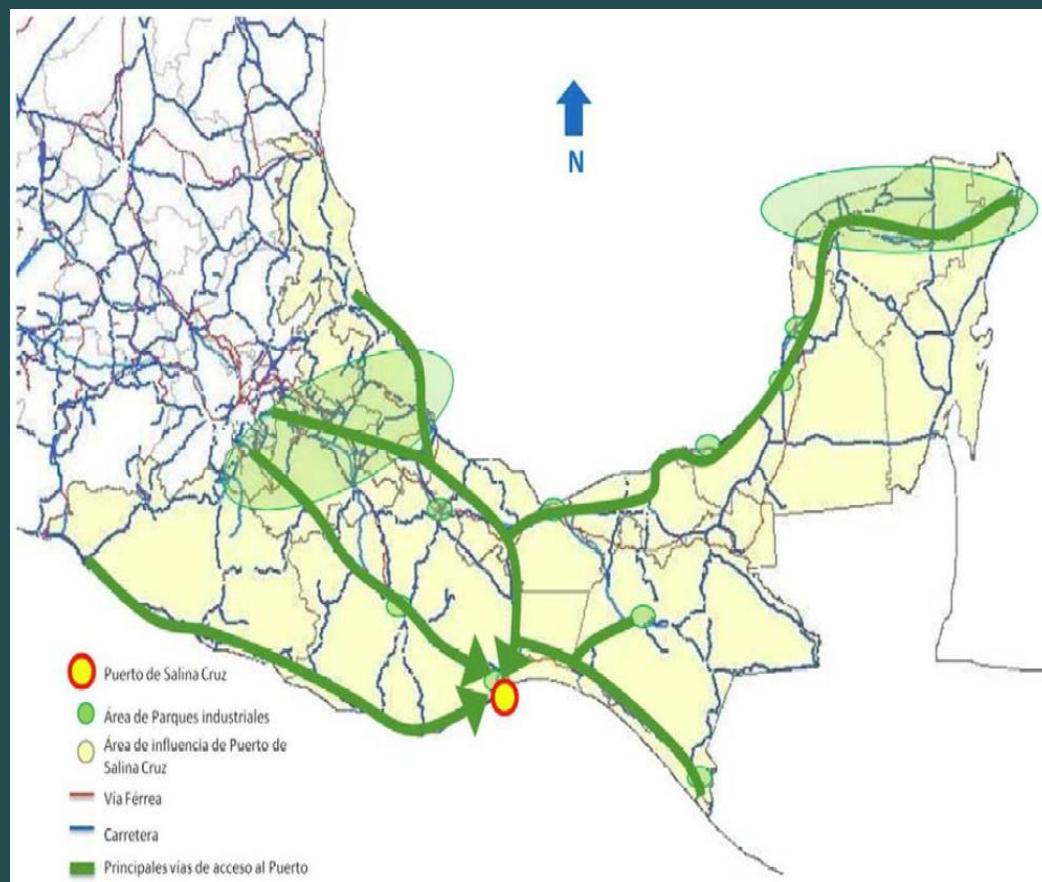 N
Puerto de Salina Cruz
Área de Parques industriales
Área de influencia de Puerto de
Salina Cruz
Vía Férrea
Carretera
Principales vías de acceso al Puerto